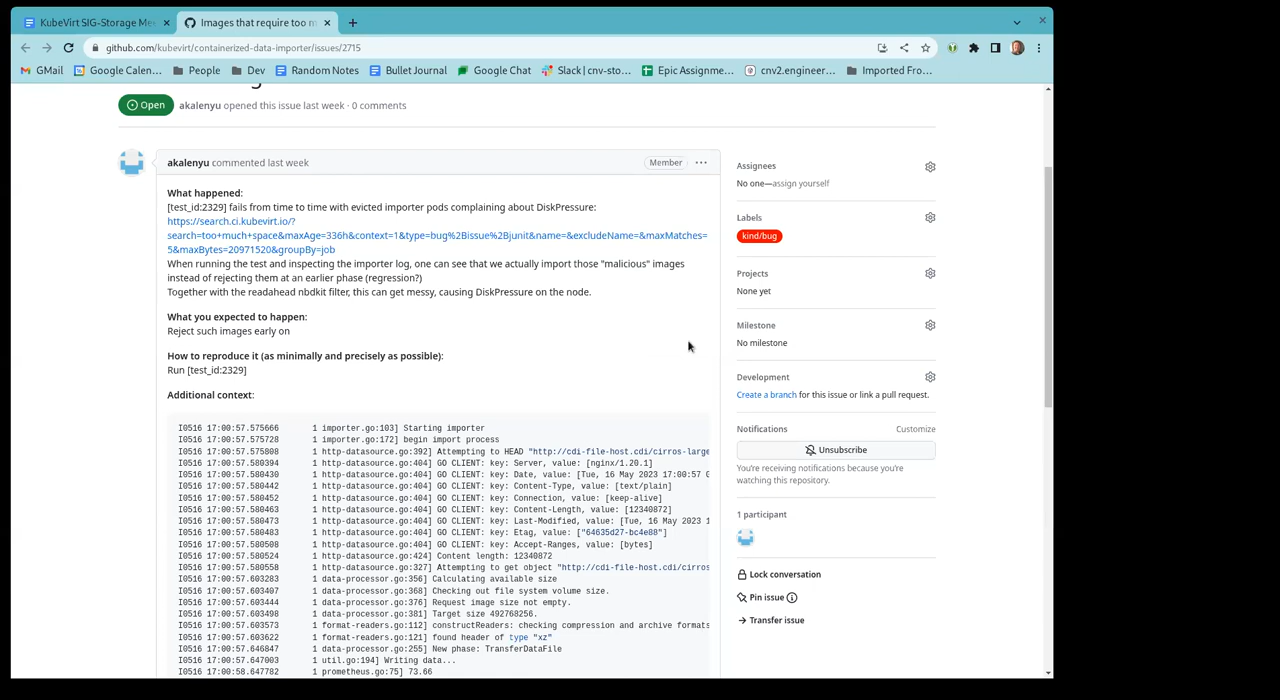 KubeVirt SIG-Storage Me
Images that require too m
github.com/kubevirt/containerized-data-importer/issues/2715
GMail
Google Calen...
People
Dev
Random Notes
Bullet Journal
Google Chat
Slack | cnv-sto...
Epic Assignme...
cnv2.engineer...
Imported Fro...
Open
akalenyu opened this issue last week · 0 comments
akalenyu commented last week
Member
What happened:
[test_id:2329] fails from time to time with evicted importer pods complaining about DiskPressure:
https://search.ci.kubevirt.io/?
search=too+much+space&maxAge=336h&context=1&type=bug%2Bissue%2Bjunit&name=&excludeName=&maxMatches=
5&maxBytes=20971520&groupBy=job
When running the test and inspecting the importer log, one can see that we actually import those "malicious" images
instead of rejecting them at an earlier phase (regression?)
Together with the readahead nbdkit filter, this can get messy, causing DiskPressure on the node.
What you expected to happen:
Reject such images early on
How to reproduce it (as minimally and precisely as possible):
Run [test_id:2329]
Additional context:
I0516 17:00:57.575666 1 importer.go:103] Starting importer
I0516 17:00:57.575728 1 importer.go:172] begin import process
I0516 17:00:57.575808 1 http-datasource.go:392] Attempting to HEAD "http://cdi-file-host.cdi/cirros-large
I0516 17:00:57.580394 1 http-datasource.go:404] GO CLIENT: key: Server, value: [nginx/1.20.1]
I0516 17:00:57.580430 1 http-datasource.go:404] GO CLIENT: key: Date, value: [Tue, 16 May 2023 17:00:57 G
I0516 17:00:57.580442 1 http-datasource.go:404] GO CLIENT: key: Content-Type, value: [text/plain]
I0516 17:00:57.580452 1 http-datasource.go:404] GO CLIENT: key: Connection, value: [keep-alive]
I0516 17:00:57.580463 1 http-datasource.go:404] GO CLIENT: key: Content-Length, value: [12340872]
I0516 17:00:57.580473 1 http-datasource.go:404] GO CLIENT: key: Last-Modified, value: [Tue, 16 May 2023 1
I0516 17:00:57.580483 1 http-datasource.go:404] GO CLIENT: key: Etag, value: ["64635d27-bc4e88"]
I0516 17:00:57.580508 1 http-datasource.go:404] GO CLIENT: key: Accept-Ranges, value: [bytes]
I0516 17:00:57.580524 1 http-datasource.go:424] Content length: 12340872
I0516 17:00:57.580558 1 http-datasource.go:327] Attempting to get object "http://cdi-file-host.cdi/cirros
I0516 17:00:57.603283 1 data-processor.go:356] Calculating available size
I0516 17:00:57.603407 1 data-processor.go:368] Checking out file system volume size.
I0516 17:00:57.603444 1 data-processor.go:376] Request image size not empty.
I0516 17:00:57.603498 1 data-processor.go:381] Target size 492768256.
I0516 17:00:57.603573 1 format-readers.go:112] constructReaders: checking compression and archive formats
I0516 17:00:57.603622 1 format-readers.go:121] found header of type "xz"
I0516 17:00:57.646847 1 data-processor.go:255] New phase: TransferDataFile
I0516 17:00:57.647003 1 util.go:194] Writing data...
I0516 17:00:58.647782 1 prometheus.go:75] 73.66
Assignees
No one—assign yourself
Labels
kind/bug
Projects
None yet
Milestone
No milestone
Development
Create a branch for this issue or link a pull request.
Notifications
Customize
Unsubscribe
You're receiving notifications because you're
watching this repository.
1 participant
Lock conversation
Pin issue
Transfer issue